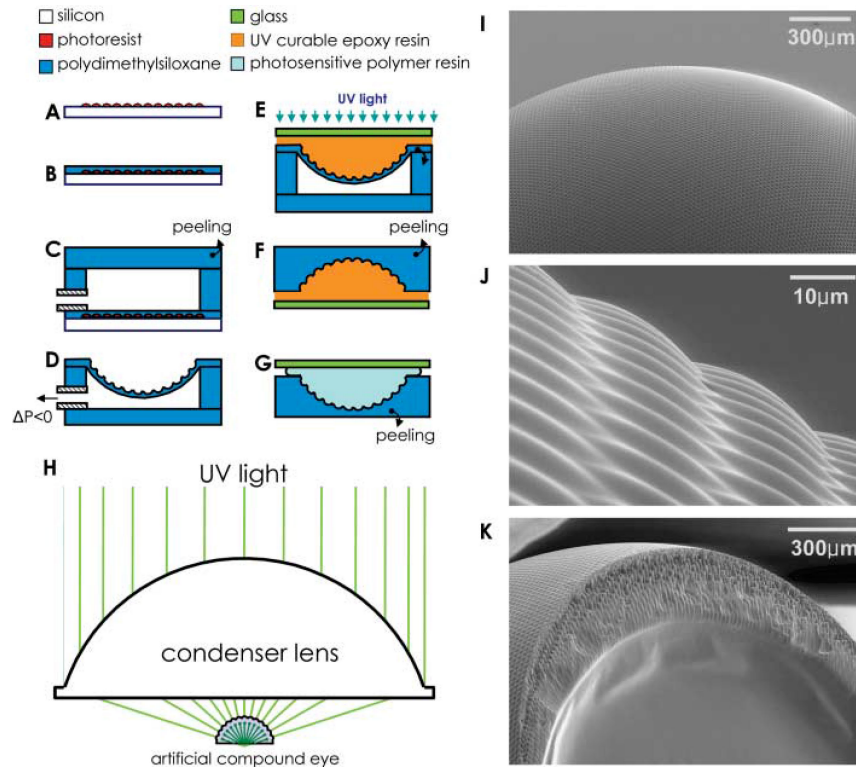 silicon
photoresist
polydimethylsiloxane
glass
UV curable epoxy resin
photosensitive polymer resin
A
B
C
peeling
D
ΔP<0
E
UV light
F
peeling
G
peeling
H
UV light
condenser lens
artificial compound eye
I
300μm
J
10μm
K
300μm